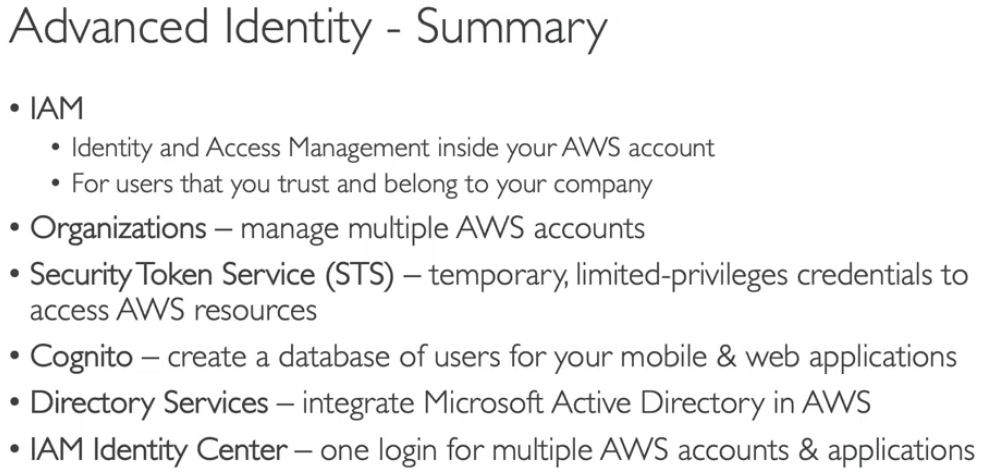 Advanced Identity - Summary
• IAM
• Identity and Access Management inside your AWS account
• For users that you trust and belong to your company
• Organizations – manage multiple AWS accounts
• Security Token Service (STS) – temporary, limited-privileges credentials to
access AWS resources
• Cognito – create a database of users for your mobile & web applications
• Directory Services – integrate Microsoft Active Directory in AWS
• IAM Identity Center – one login for multiple AWS accounts & applications